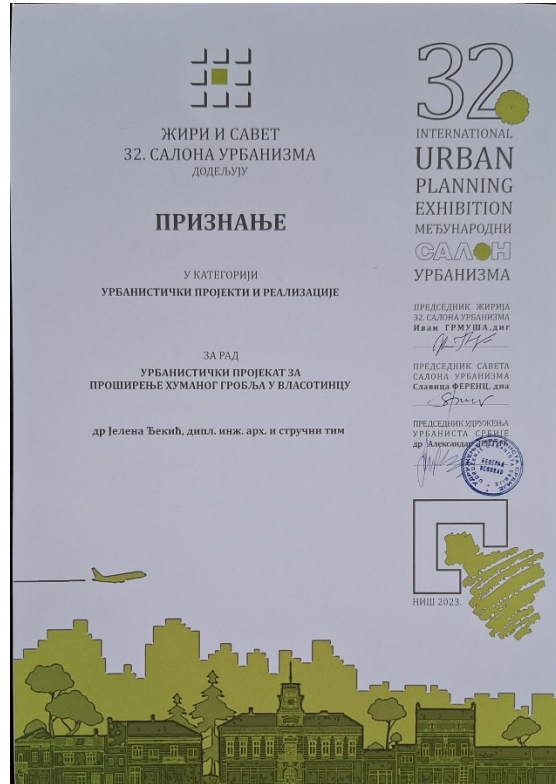 ЖИРИ И САВЕТ
32. САЛОНА УРБАНИЗМА
ДОДЕЉУЈУ
ПРИЗНАЊЕ
У КАТЕГОРИЈИ
УРБАНИСТИЧКИ ПРОЈЕКТИ И РЕАЛИЗАЦИЈЕ
ЗА РАД
УРБАНИСТИЧКИ ПРОЈЕКАТ ЗА
ПРОШИРЕЊЕ ХУМАНОГ ГРОБЉА У ВЛАСОТИНЦУ
др Јелена Ђекић, дипл. инж. арх. и стручни тим
32.
INTERNATIONAL
URBAN
PLANNING
EXHIBITION
МЕЂУНАРОДНИ
САЛОН
УРБАНИЗМА
ПРЕДСЕДНИК ЖИРИЈА
32. САЛОНА УРБАНИЗМА
Иван ГРМУША, диг
ПРЕДСЕДНИК САВЕТА
САЛОНА УРБАНИЗМА
Славица ФЕРЕНЦ, диа
ПРЕДСЕДНИК УДРУЖЕЊА
УРБАНИСТА СРБИЈЕ
др Александар
БЕОГРАД
НИШ 2023.